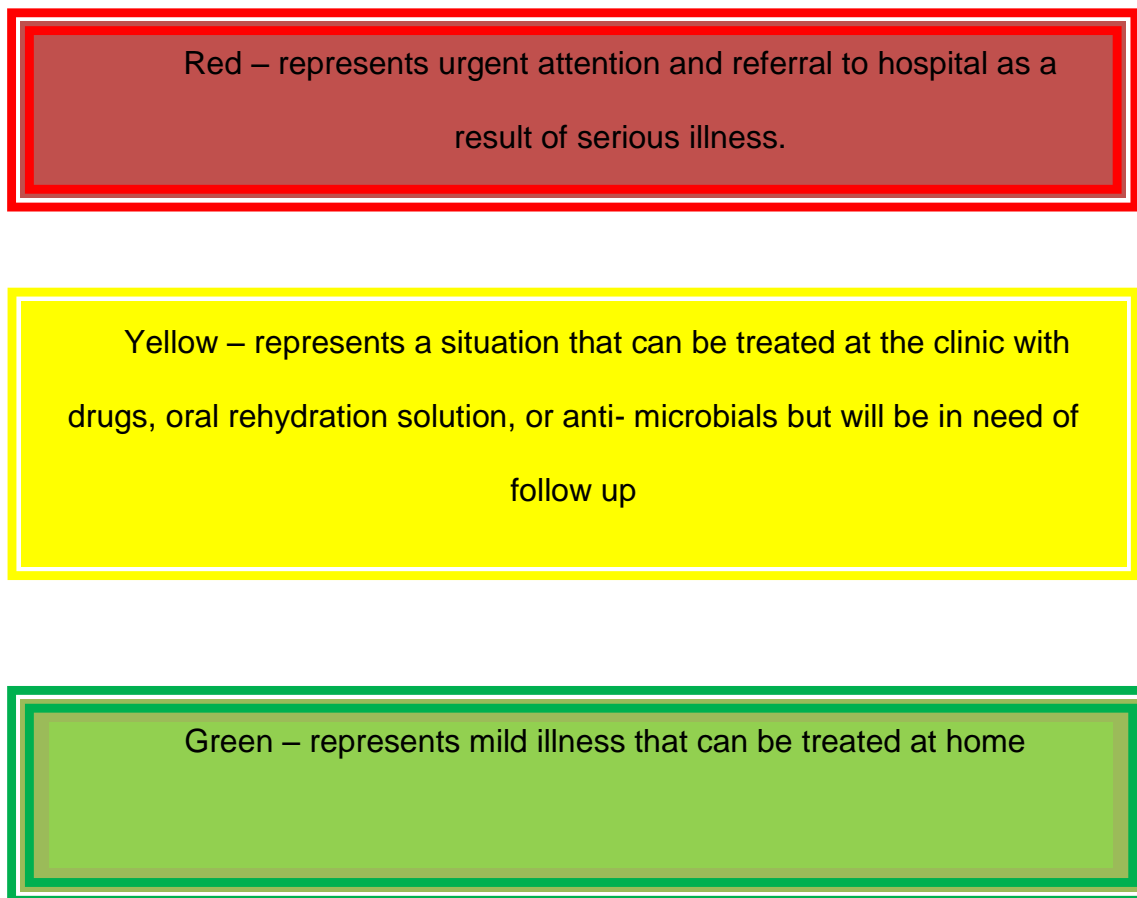 Red – represents urgent attention and referral to hospital as a
result of serious illness.
Yellow – represents a situation that can be treated at the clinic with
drugs, oral rehydration solution, or anti- microbials but will be in need of
follow up
Green – represents mild illness that can be treated at home